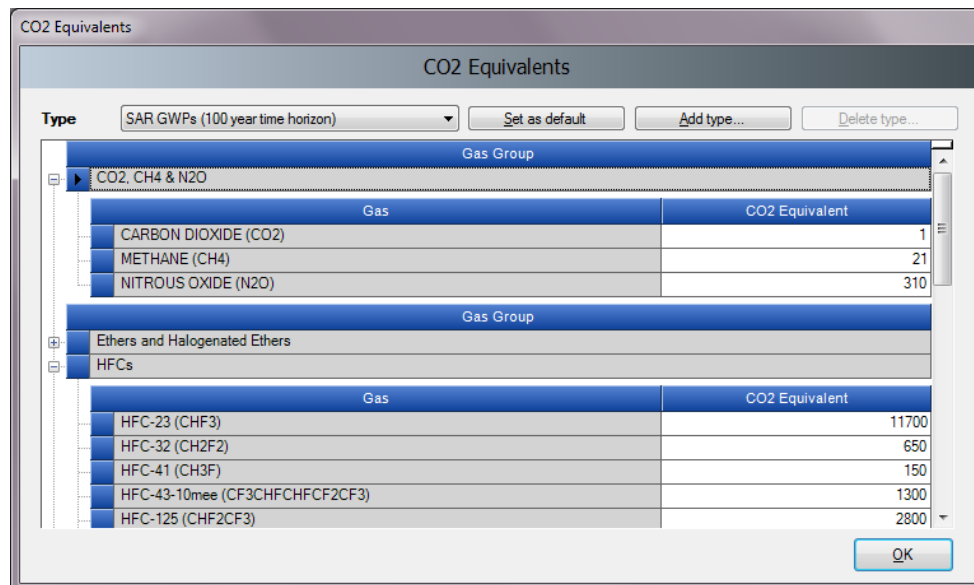 CO2 Equivalents
CO2 Equivalents
Type SAR GWPs (100 year time horizon) Set as default Add type... Delete type...
Gas Group
CO2, CH4 & N2O
Gas CO2 Equivalent
CARBON DIOXIDE (CO2) 1
METHANE (CH4) 21
NITROUS OXIDE (N2O) 310
Gas Group
Ethers and Halogenated Ethers
HFCs
Gas CO2 Equivalent
HFC-23 (CHF3) 11700
HFC-32 (CH2F2) 650
HFC-41 (CH3F) 150
HFC-43-10mee (CF3CHFCHFCF2CF3) 1300
HFC-125 (CHF2CF3) 2800
OK